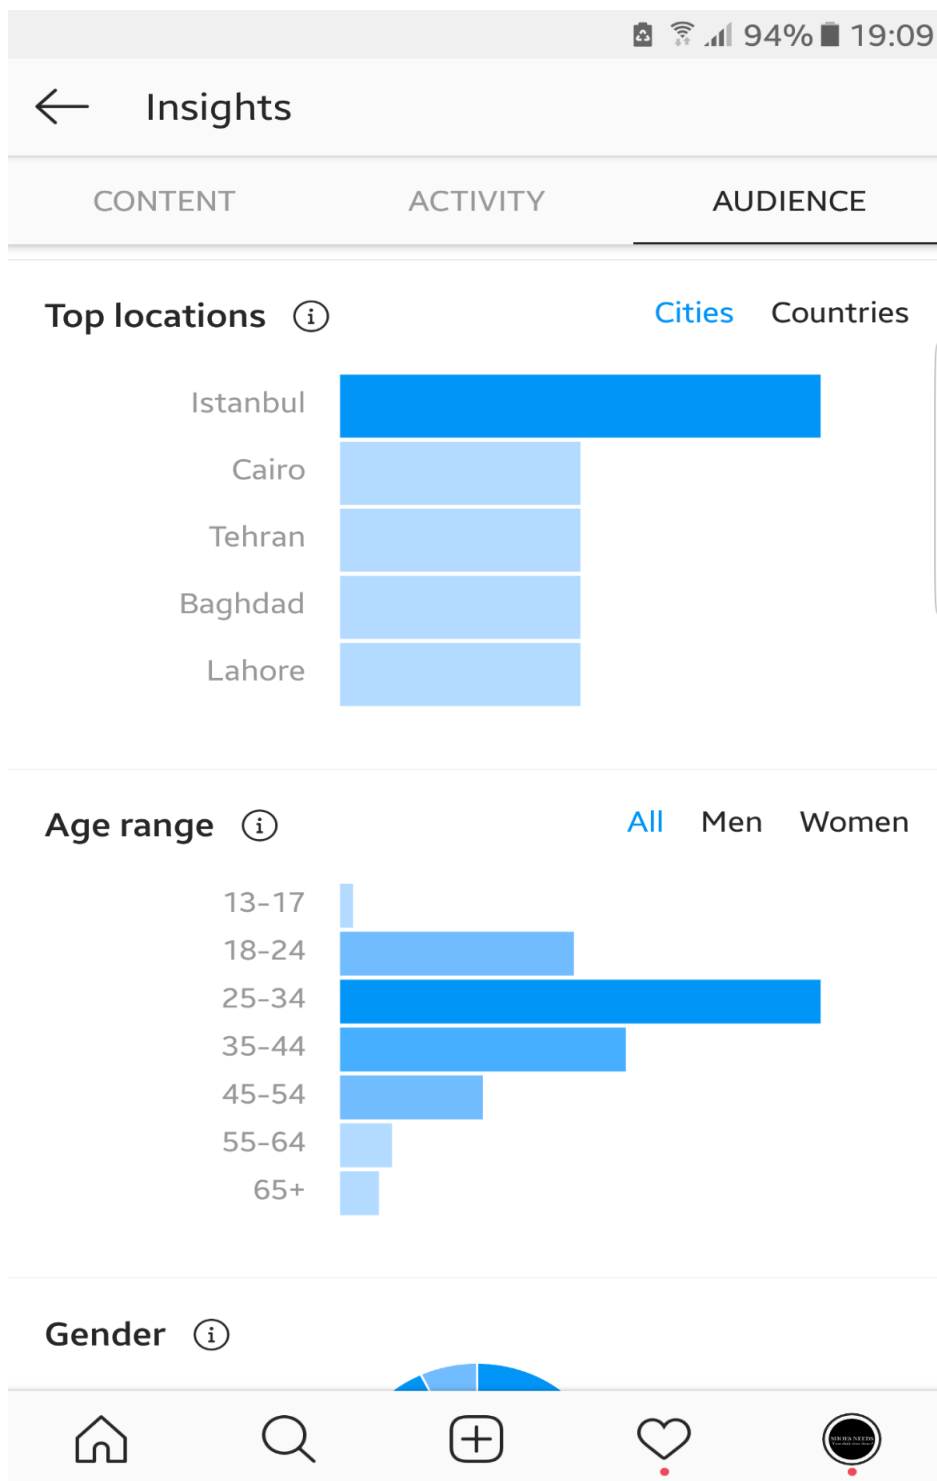 94% 19:09
Insights
CONTENT ACTIVITY AUDIENCE
Top locations Cities Countries
Istanbul
Cairo
Tehran
Baghdad
Lahore
Age range All Men Women
13-17
18-24
25-34
35-44
45-54
55-64
65+
Gender